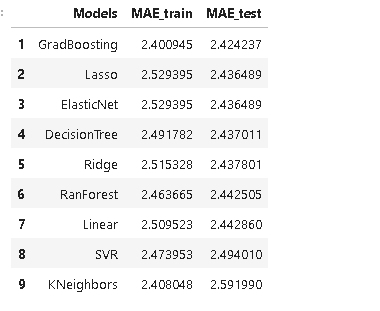 Models MAE_train MAE_test
1 GradBoosting 2.400945 2.424237
2 Lasso 2.529395 2.436489
3 ElasticNet 2.529395 2.436489
4 DecisionTree 2.491782 2.437011
5 Ridge 2.515328 2.437801
6 RanForest 2.463665 2.442505
7 Linear 2.509523 2.442860
8 SVR 2.473953 2.494010
9 KNeighbors 2.408048 2.591990